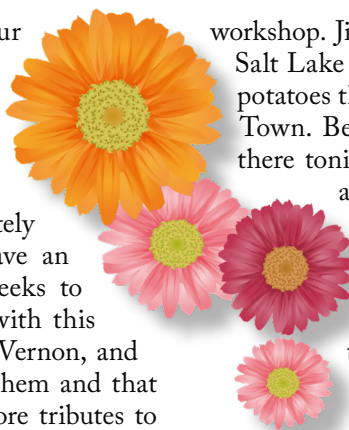 workshop. Ji
Salt Lake
potatoes th
Town. Be
there toni
a
ave an
eeks to
with this
Vernon, and
hem and that
ore tributes to